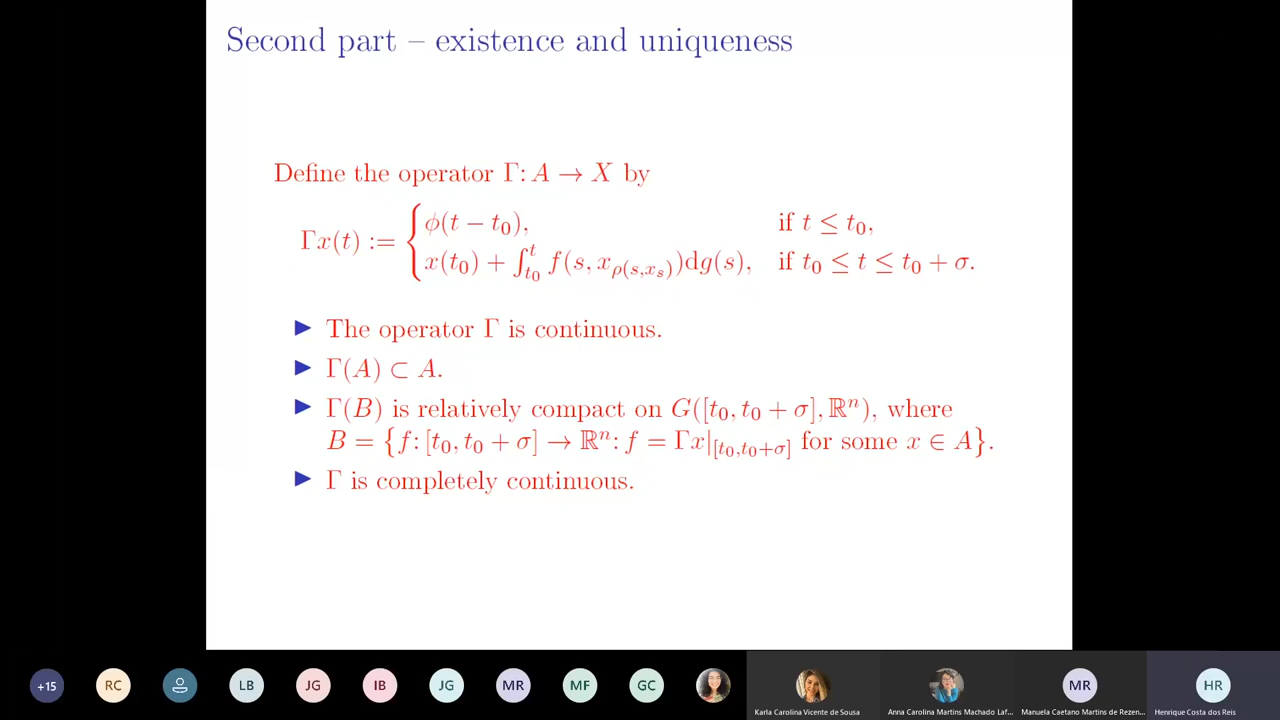 Second part – existence and uniqueness
Define the operator Γ: A → X by
Γx(t) := { ϕ(t − t₀), if t ≤ t₀,
x(t₀) + ∫_{t₀}^{t} f(s, x_{ρ(s,x_s)})dg(s), if t₀ ≤ t ≤ t₀ + σ.
▶ The operator Γ is continuous.
▶ Γ(A) ⊂ A.
▶ Γ(B) is relatively compact on G([t₀, t₀ + σ], ℝⁿ), where
B = {f: [t₀, t₀ + σ] → ℝⁿ: f = Γx|_{[t₀,t₀+σ]} for some x ∈ A}.
▶ Γ is completely continuous.
+15 RC LB JG IB JG MR MF GC MR HR
Karla Carolina Vicente de Sousa Anna Carolina Martins Machado Laf... Manuela Caetano Martins de Rezen... Henrique Costa dos Reis